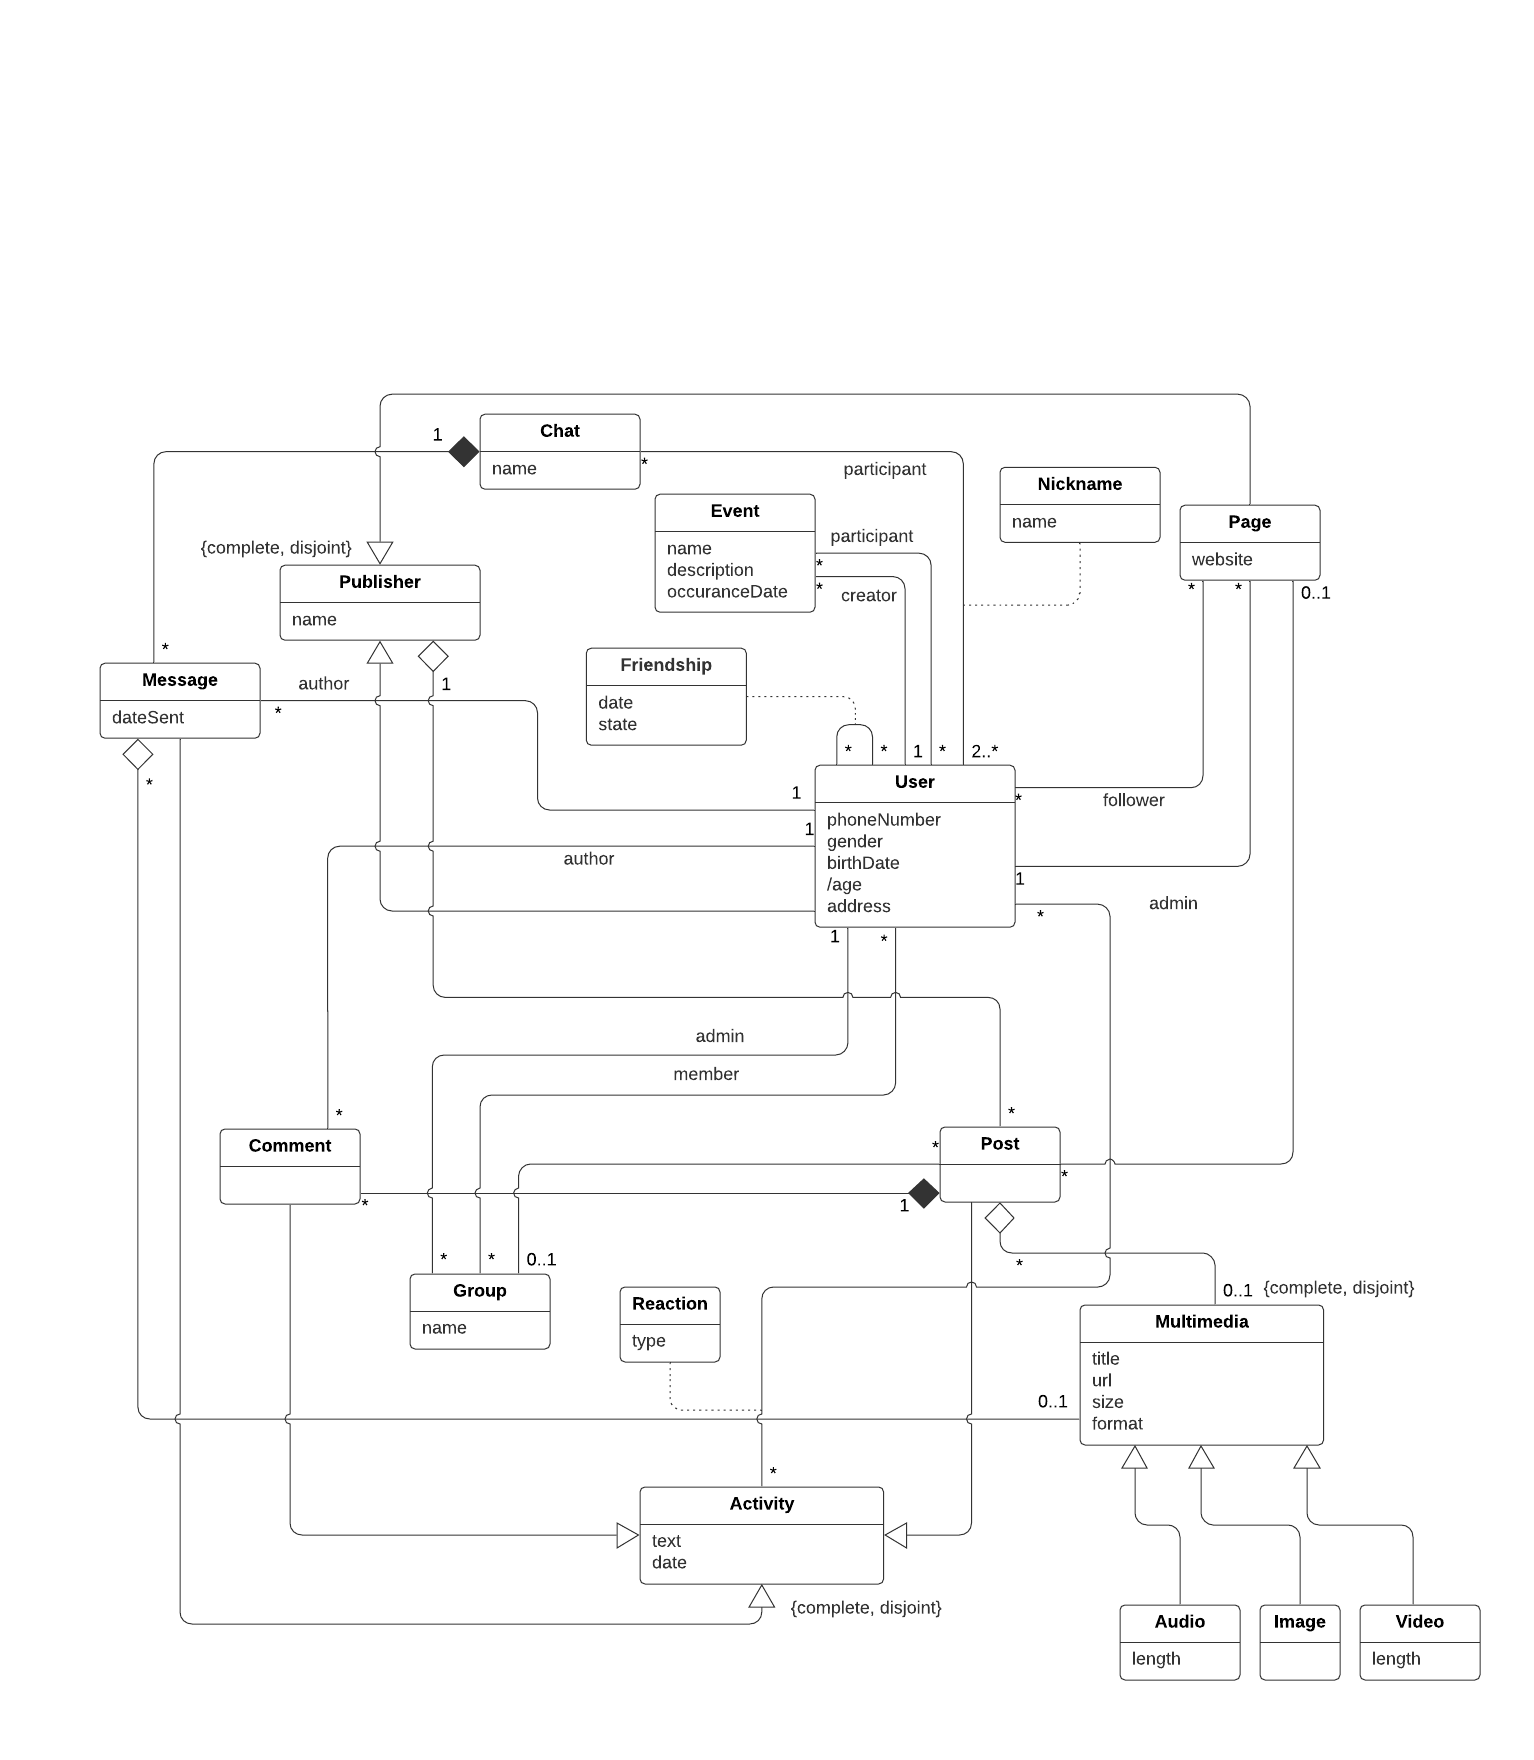 Chat
name
1
*
participant
Nickname
name
Event
name
description
occuranceDate
participant
*
*
creator
Page
website
*
*
0..1
{complete, disjoint}
Publisher
name
1
*
Message
dateSent
author
*
*
Friendship
date
state
*
*
1
*
2..*
User
phoneNumber
gender
birthDate
/age
address
1
1
author
*
follower
1
admin
*
1
*
admin
member
*
Comment
*
*
*
Post
*
1
*
*
0..1
Group
name
Reaction
type
*
0..1
{complete, disjoint}
Multimedia
title
url
size
format
0..1
*
Activity
text
date
{complete, disjoint}
Audio
length
Image
Video
length